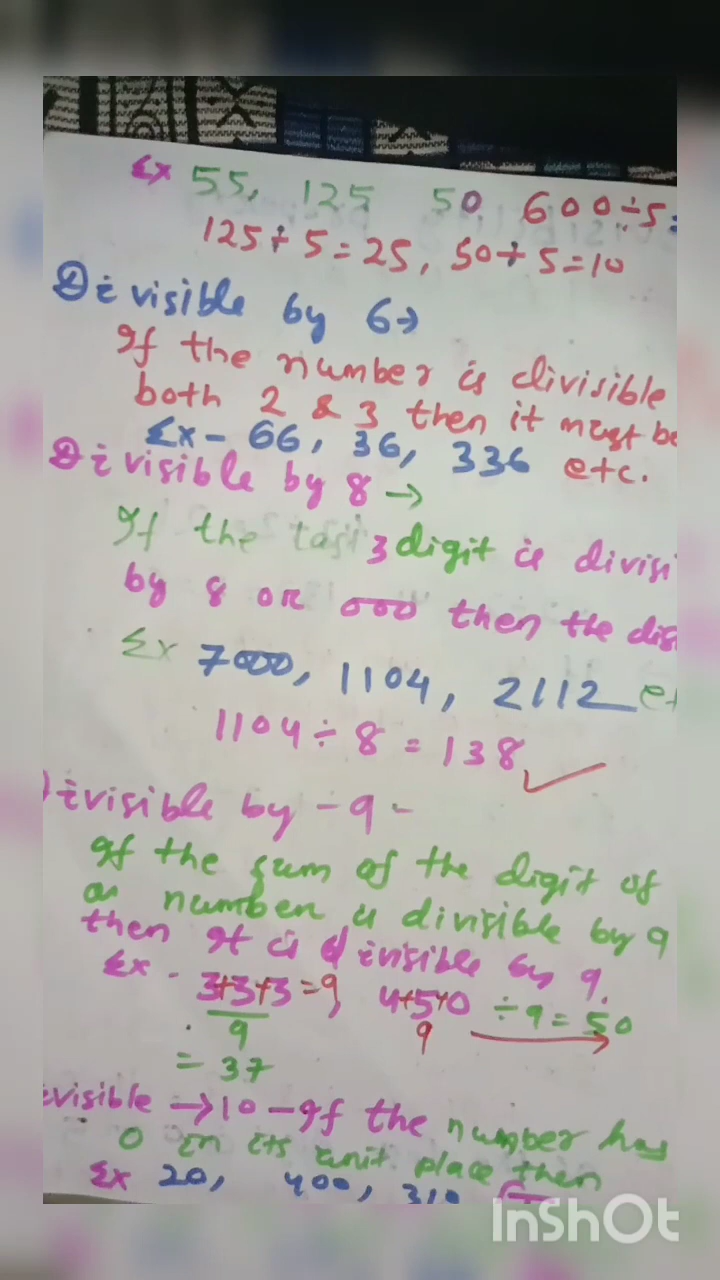 Ex 55, 125 50 600÷5=
125÷5=25, 50÷5=10
Divisible by 6→
If the number is divisible
both 2 & 3 then it must be
Ex- 66, 36, 336 etc.
Divisible by 8 →
If the last 3 digit is divisi
by 8 or 000 then the
Ex 7000, 1104, 2112 et
1104÷8=138 ✓
ivisible by -9-
If the sum of the digit of
a number is divisible by 9
then It is divisible by 9.
Ex- 3+3+3=9, 4+5+0 ÷9=50
9 9
= 37
visible →10-If the number has
0 in its unit place then
Ex 20, 400, 310
InShOt